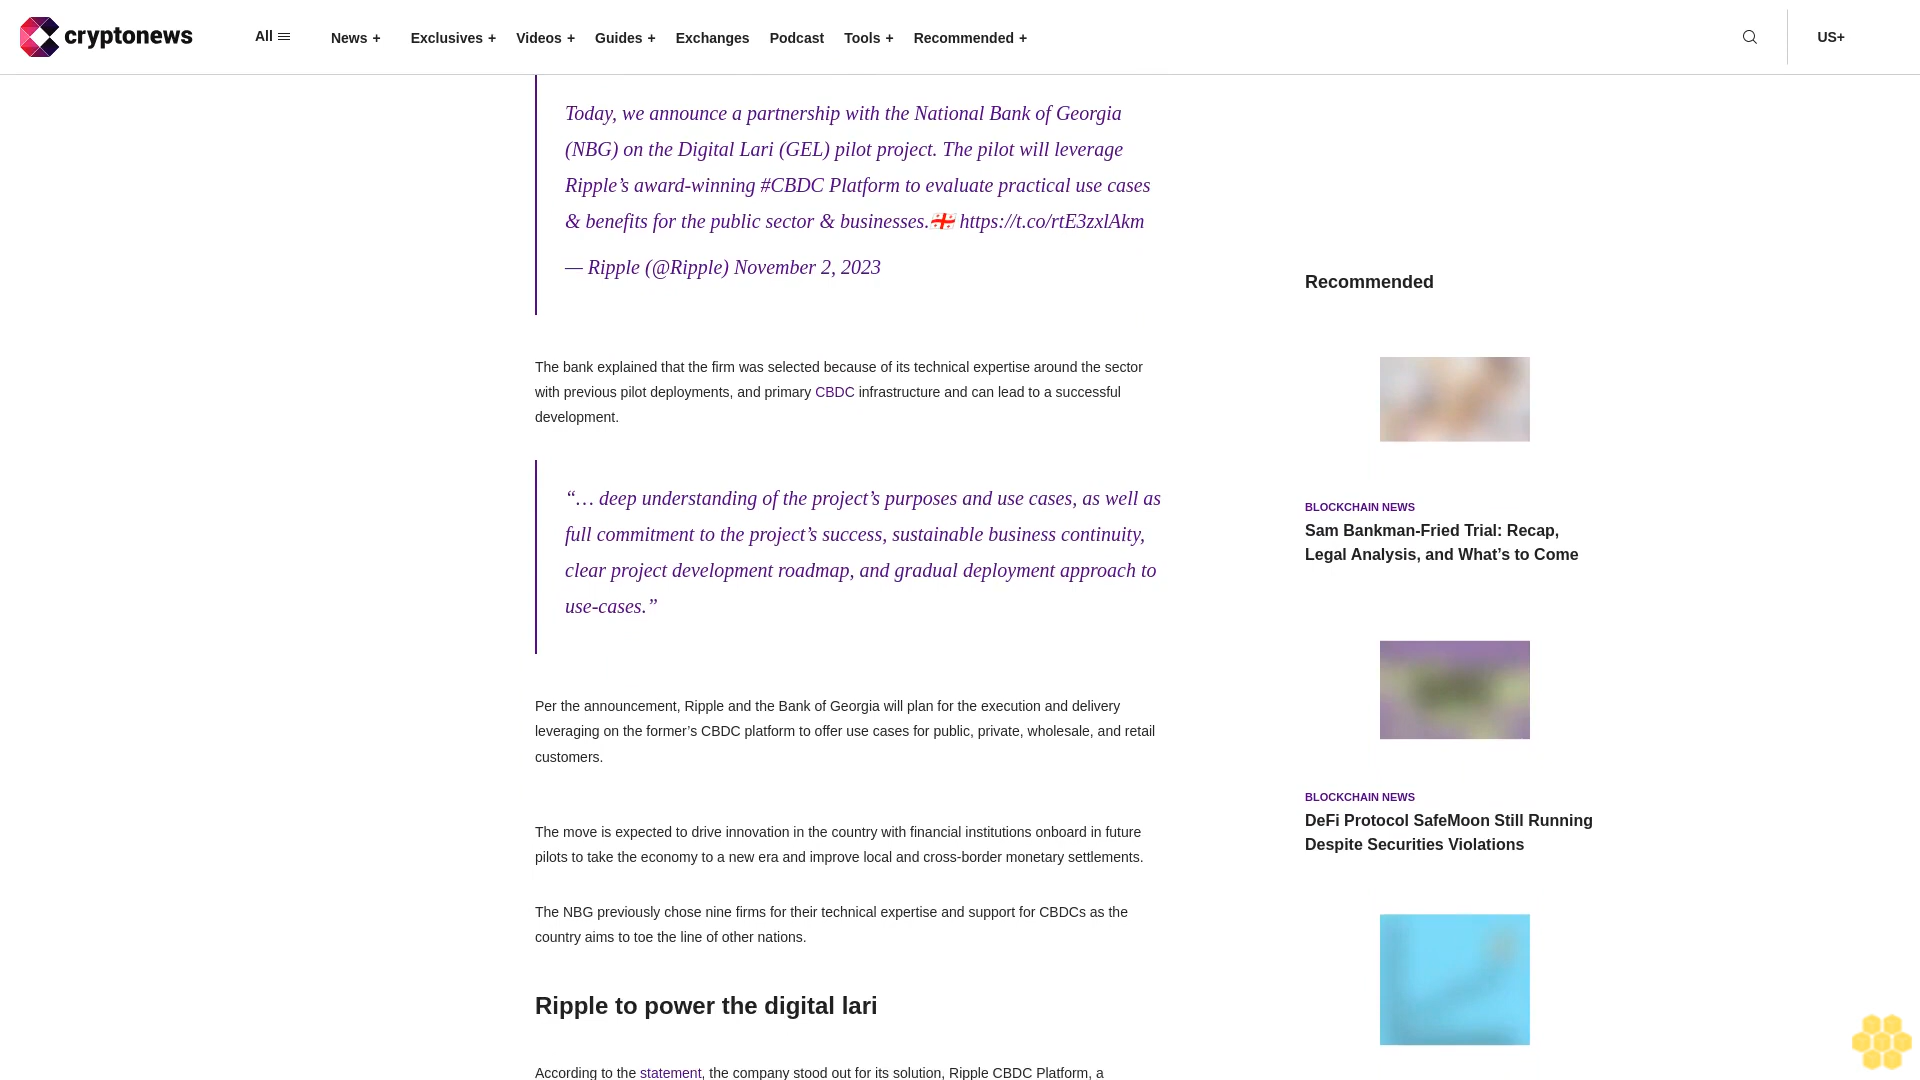 cryptonews
All
News +
Exclusives +
Videos +
Guides +
Exchanges
Podcast
Tools +
Recommended +
US+
Today, we announce a partnership with the National Bank of Georgia
(NBG) on the Digital Lari (GEL) pilot project. The pilot will leverage
Ripple’s award-winning #CBDC Platform to evaluate practical use cases
& benefits for the public sector & businesses.🇬🇪 https://t.co/rtE3zxlAkm
— Ripple (@Ripple) November 2, 2023
The bank explained that the firm was selected because of its technical expertise around the sector
with previous pilot deployments, and primary CBDC infrastructure and can lead to a successful
development.
“… deep understanding of the project’s purposes and use cases, as well as
full commitment to the project’s success, sustainable business continuity,
clear project development roadmap, and gradual deployment approach to
use-cases.”
Per the announcement, Ripple and the Bank of Georgia will plan for the execution and delivery
leveraging on the former’s CBDC platform to offer use cases for public, private, wholesale, and retail
customers.
The move is expected to drive innovation in the country with financial institutions onboard in future
pilots to take the economy to a new era and improve local and cross-border monetary settlements.
The NBG previously chose nine firms for their technical expertise and support for CBDCs as the
country aims to toe the line of other nations.
Ripple to power the digital lari
According to the statement, the company stood out for its solution, Ripple CBDC Platform, a
Recommended
BLOCKCHAIN NEWS
Sam Bankman-Fried Trial: Recap,
Legal Analysis, and What’s to Come
BLOCKCHAIN NEWS
DeFi Protocol SafeMoon Still Running
Despite Securities Violations